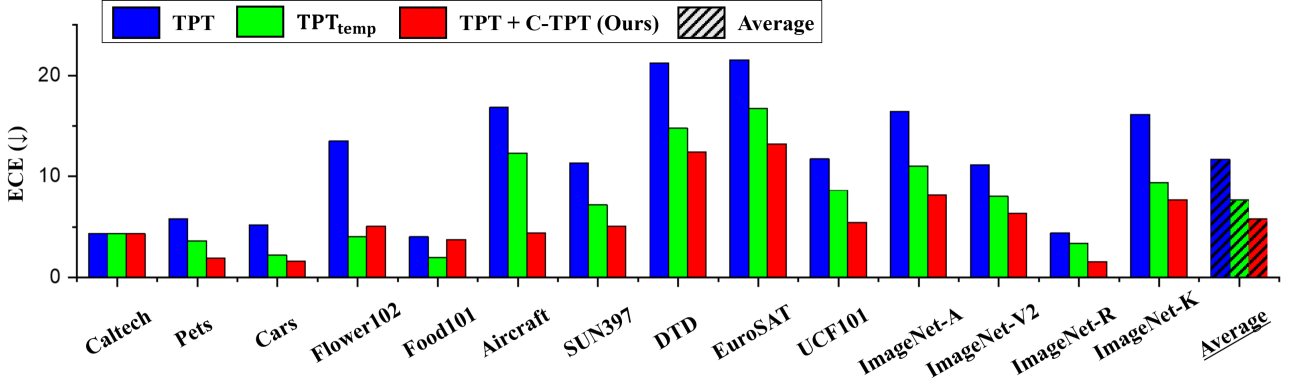 TPT TPTtemp TPT + C-TPT (Ours) Average
ECE (↓)
20
10
0
Caltech Pets Cars Flower102 Food101 Aircraft SUN397 DTD EuroSAT UCF101 ImageNet-A ImageNet-V2 ImageNet-R ImageNet-K Average